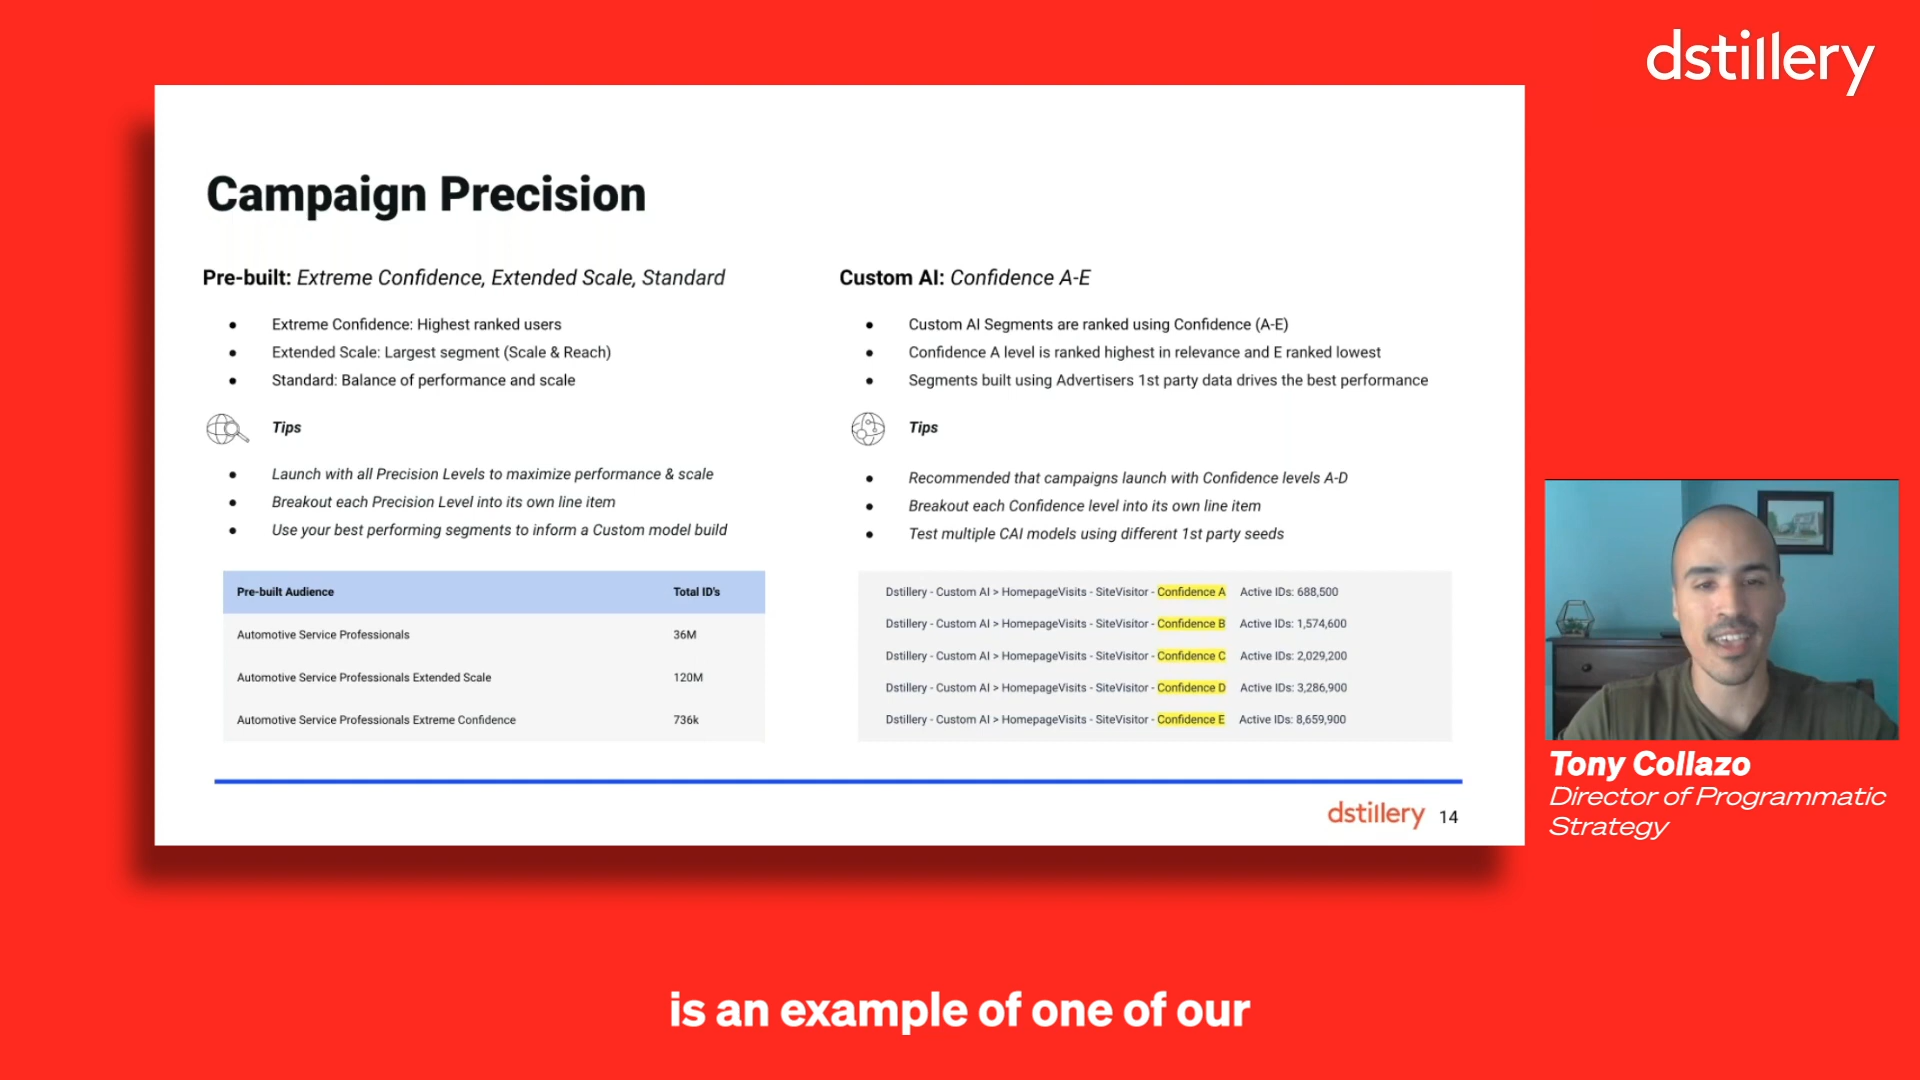 dstillery
Campaign Precision
Pre-built: Extreme Confidence, Extended Scale, Standard
● Extreme Confidence: Highest ranked users
● Extended Scale: Largest segment (Scale & Reach)
● Standard: Balance of performance and scale
Tips
● Launch with all Precision Levels to maximize performance & scale
● Breakout each Precision Level into its own line item
● Use your best performing segments to inform a Custom model build
Pre-built Audience Total ID's
Automotive Service Professionals 36M
Automotive Service Professionals Extended Scale 120M
Automotive Service Professionals Extreme Confidence 736k
Custom AI: Confidence A-E
● Custom AI Segments are ranked using Confidence (A-E)
● Confidence A level is ranked highest in relevance and E ranked lowest
● Segments built using Advertisers 1st party data drives the best performance
Tips
● Recommended that campaigns launch with Confidence levels A-D
● Breakout each Confidence level into its own line item
● Test multiple CAI models using different 1st party seeds
Dstillery - Custom AI > HomepageVisits - SiteVisitor - Confidence A Active IDs: 688,500
Dstillery - Custom AI > HomepageVisits - SiteVisitor - Confidence B Active IDs: 1,574,600
Dstillery - Custom AI > HomepageVisits - SiteVisitor - Confidence C Active IDs: 2,029,200
Dstillery - Custom AI > HomepageVisits - SiteVisitor - Confidence D Active IDs: 3,286,900
Dstillery - Custom AI > HomepageVisits - SiteVisitor - Confidence E Active IDs: 8,659,900
dstillery 14
Tony Collazo
Director of Programmatic
Strategy
is an example of one of our